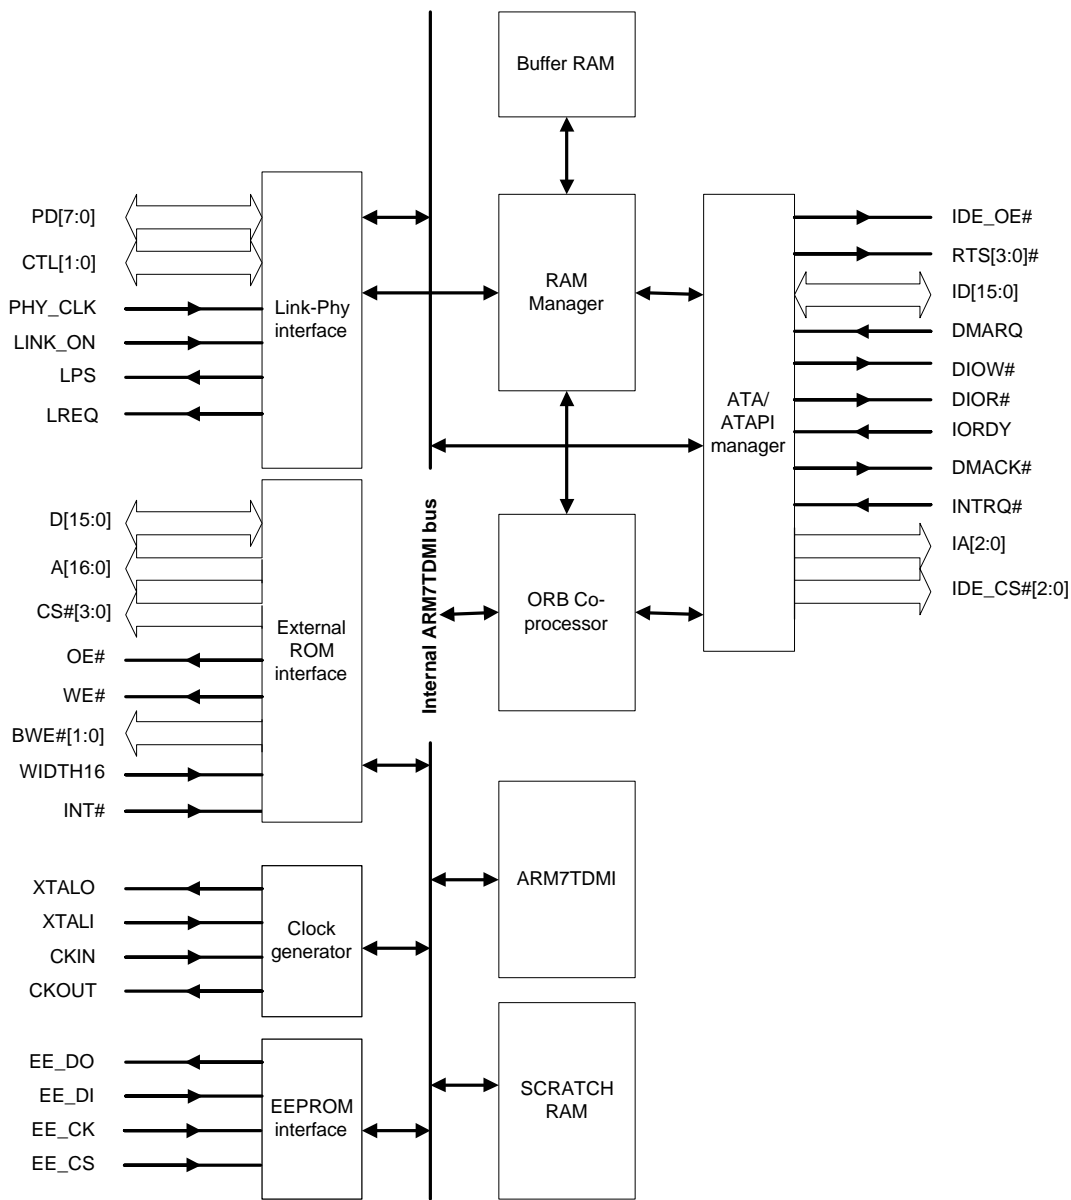 Buffer RAM
PD[7:0]
CTL[1:0]
PHY_CLK
LINK_ON
LPS
LREQ
Link-Phy
interface
RAM
Manager
ATA/
ATAPI
manager
IDE_OE#
RTS[3:0]#
ID[15:0]
DMARQ
DIOW#
DIOR#
IORDY
DMACK#
INTRQ#
IA[2:0]
IDE_CS#[2:0]
D[15:0]
A[16:0]
CS#[3:0]
OE#
WE#
BWE#[1:0]
WIDTH16
INT#
External
ROM
interface
Internal ARM7TDMI bus
ORB Co-
processor
XTALO
XTALI
CKIN
CKOUT
Clock
generator
ARM7TDMI
EE_DO
EE_DI
EE_CK
EE_CS
EEPROM
interface
SCRATCH
RAM